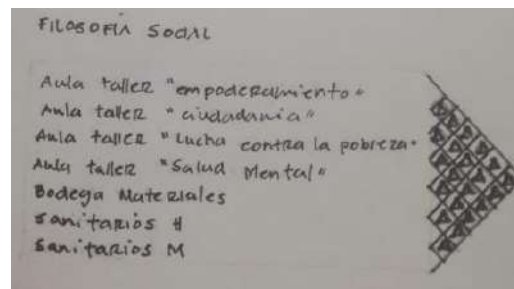 FILOSOFIA SOCIAL
Aula taller "empoderamiento"
Aula taller "ciudadania"
Aula taller "Lucha contra la pobreza"
Aula taller "Salud Mental"
Bodega Materiales
Sanitarios H
Sanitarios M